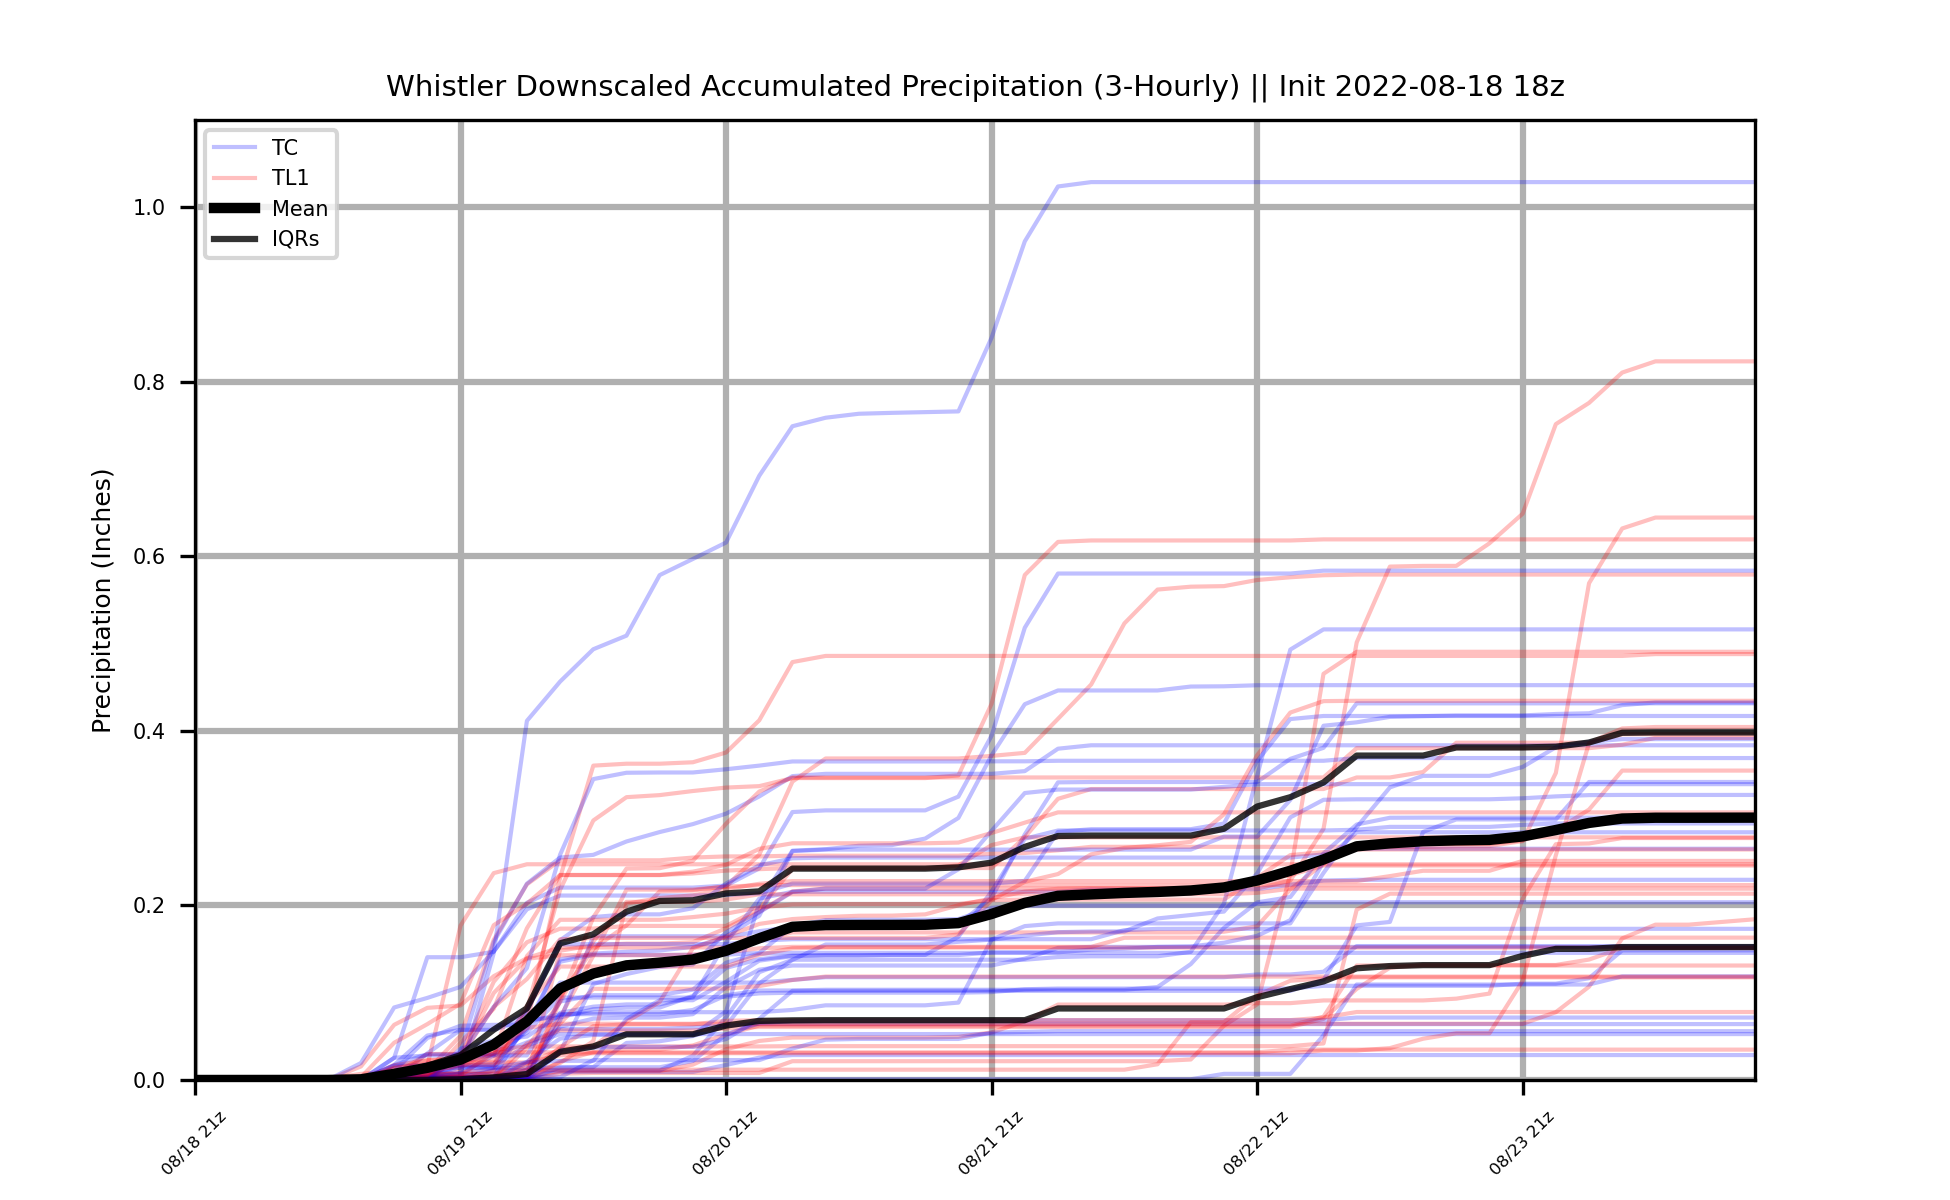 Whistler Downscaled Accumulated Precipitation (3-Hourly) || Init 2022-08-18 18z
TC
TL1
Mean
IQRs
Precipitation (Inches)
1.0
0.8
0.6
0.4
0.2
0.0
08/18 21z
08/19 21z
08/20 21z
08/21 21z
08/22 21z
08/23 21z